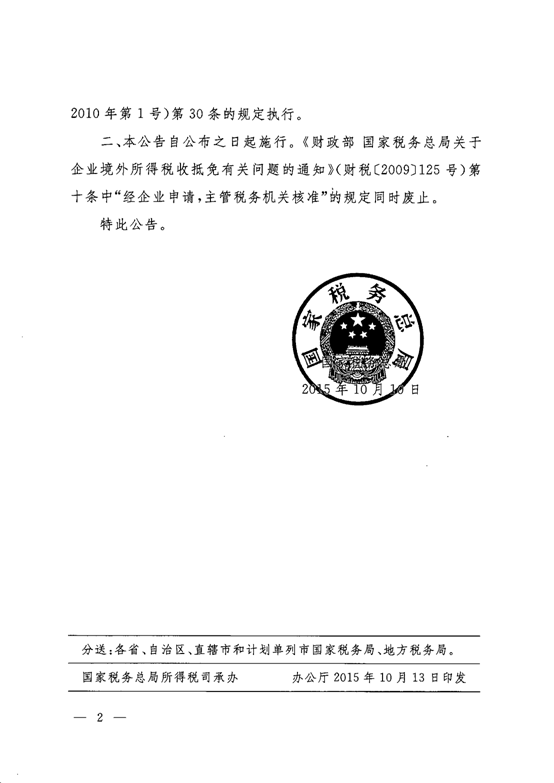 2010 年第 1 号)第 30 条的规定执行。
二、本公告自公布之日起施行。《财政部 国家税务总局关于
企业境外所得税收抵免有关问题的通知》(财税〔2009〕125 号)第
十条中“经企业申请,主管税务机关核准”的规定同时废止。
特此公告。
国家税务总局
2015 年 10 月 10 日
分送:各省、自治区、直辖市和计划单列市国家税务局、地方税务局。
国家税务总局所得税司承办 办公厅 2015 年 10 月 13 日印发
— 2 —